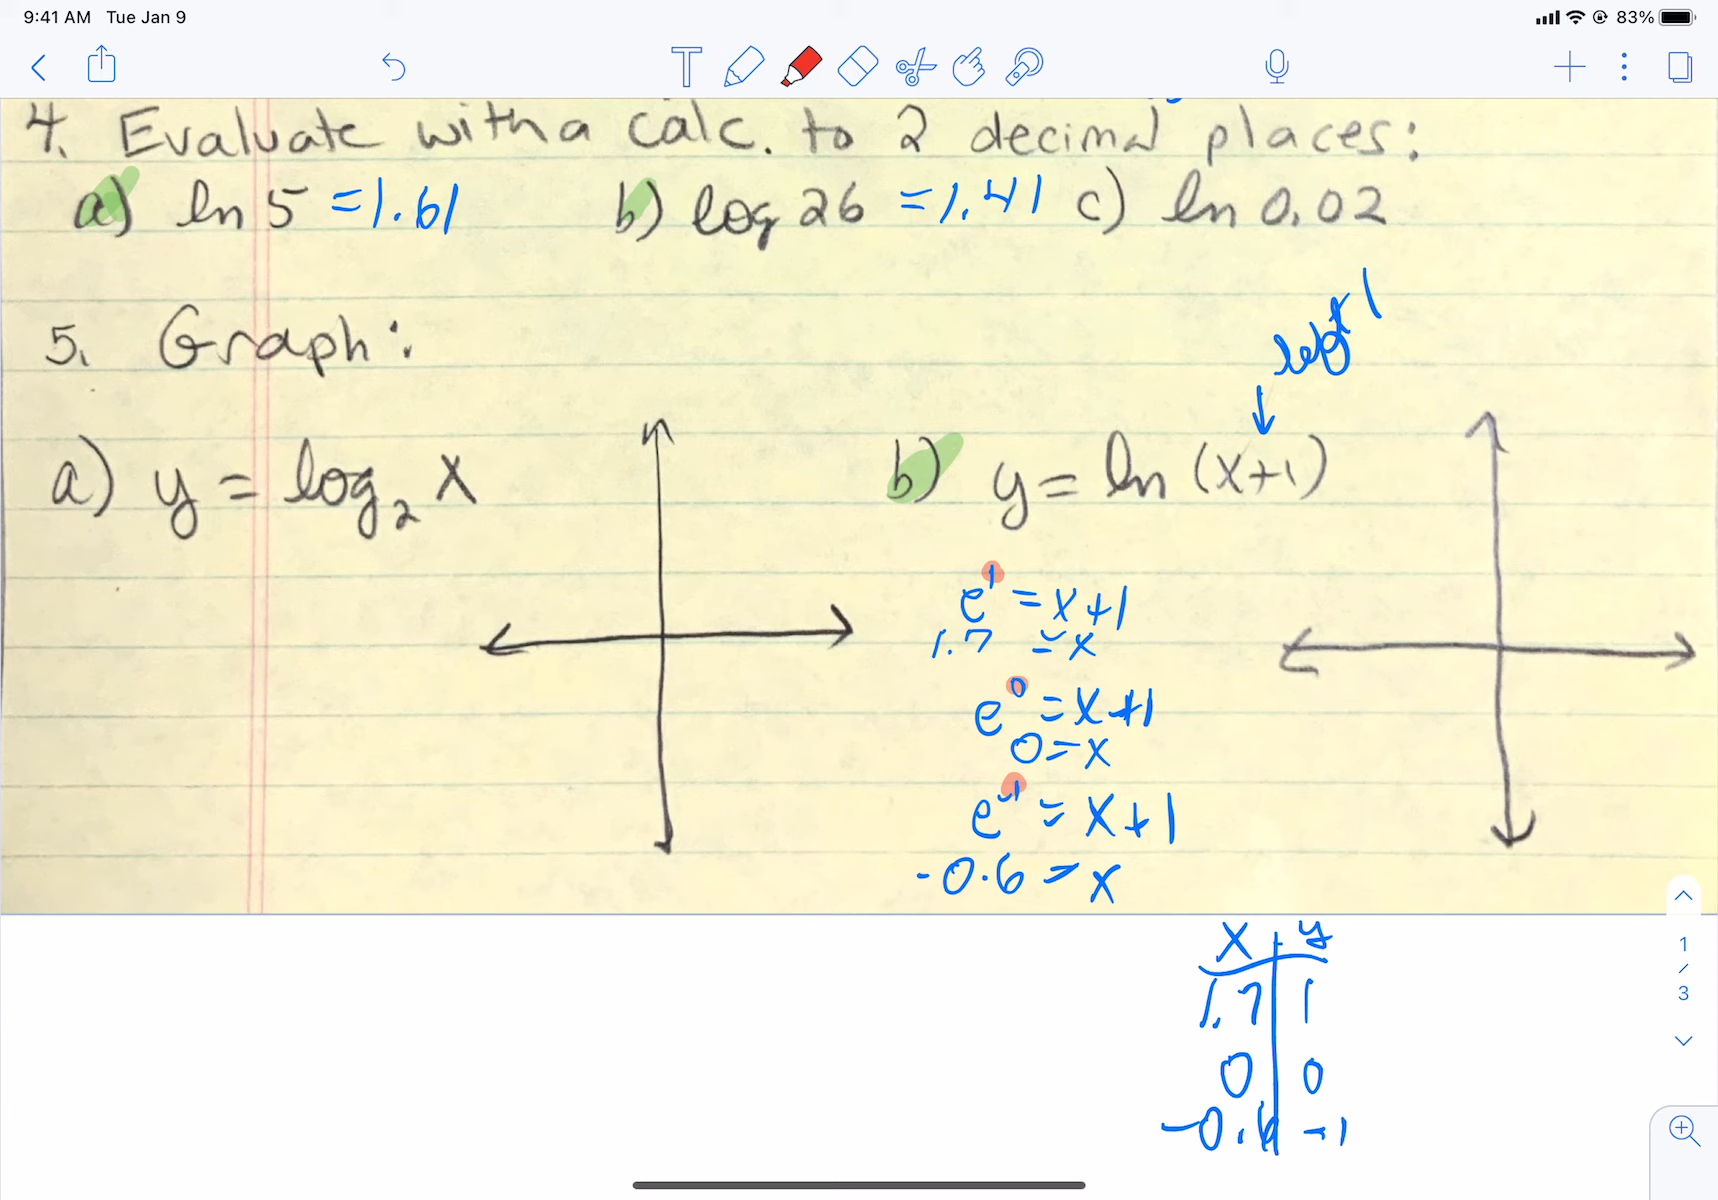 9:41 AM Tue Jan 9
83%
4. Evaluate with a calc. to 2 decimal places:
a) ln 5 = 1.61 b) log 26 = 1.41 c) ln 0.02
5. Graph:
left 1
↓
a) y = log₂ x b) y = ln (x+1)
e¹ = x+1
1.7 = x
e⁰ = x+1
0 = x
e⁻¹ = x+1
-0.6 = x
x y
1.7 1
0 0
-0.6 -1
1
/
3